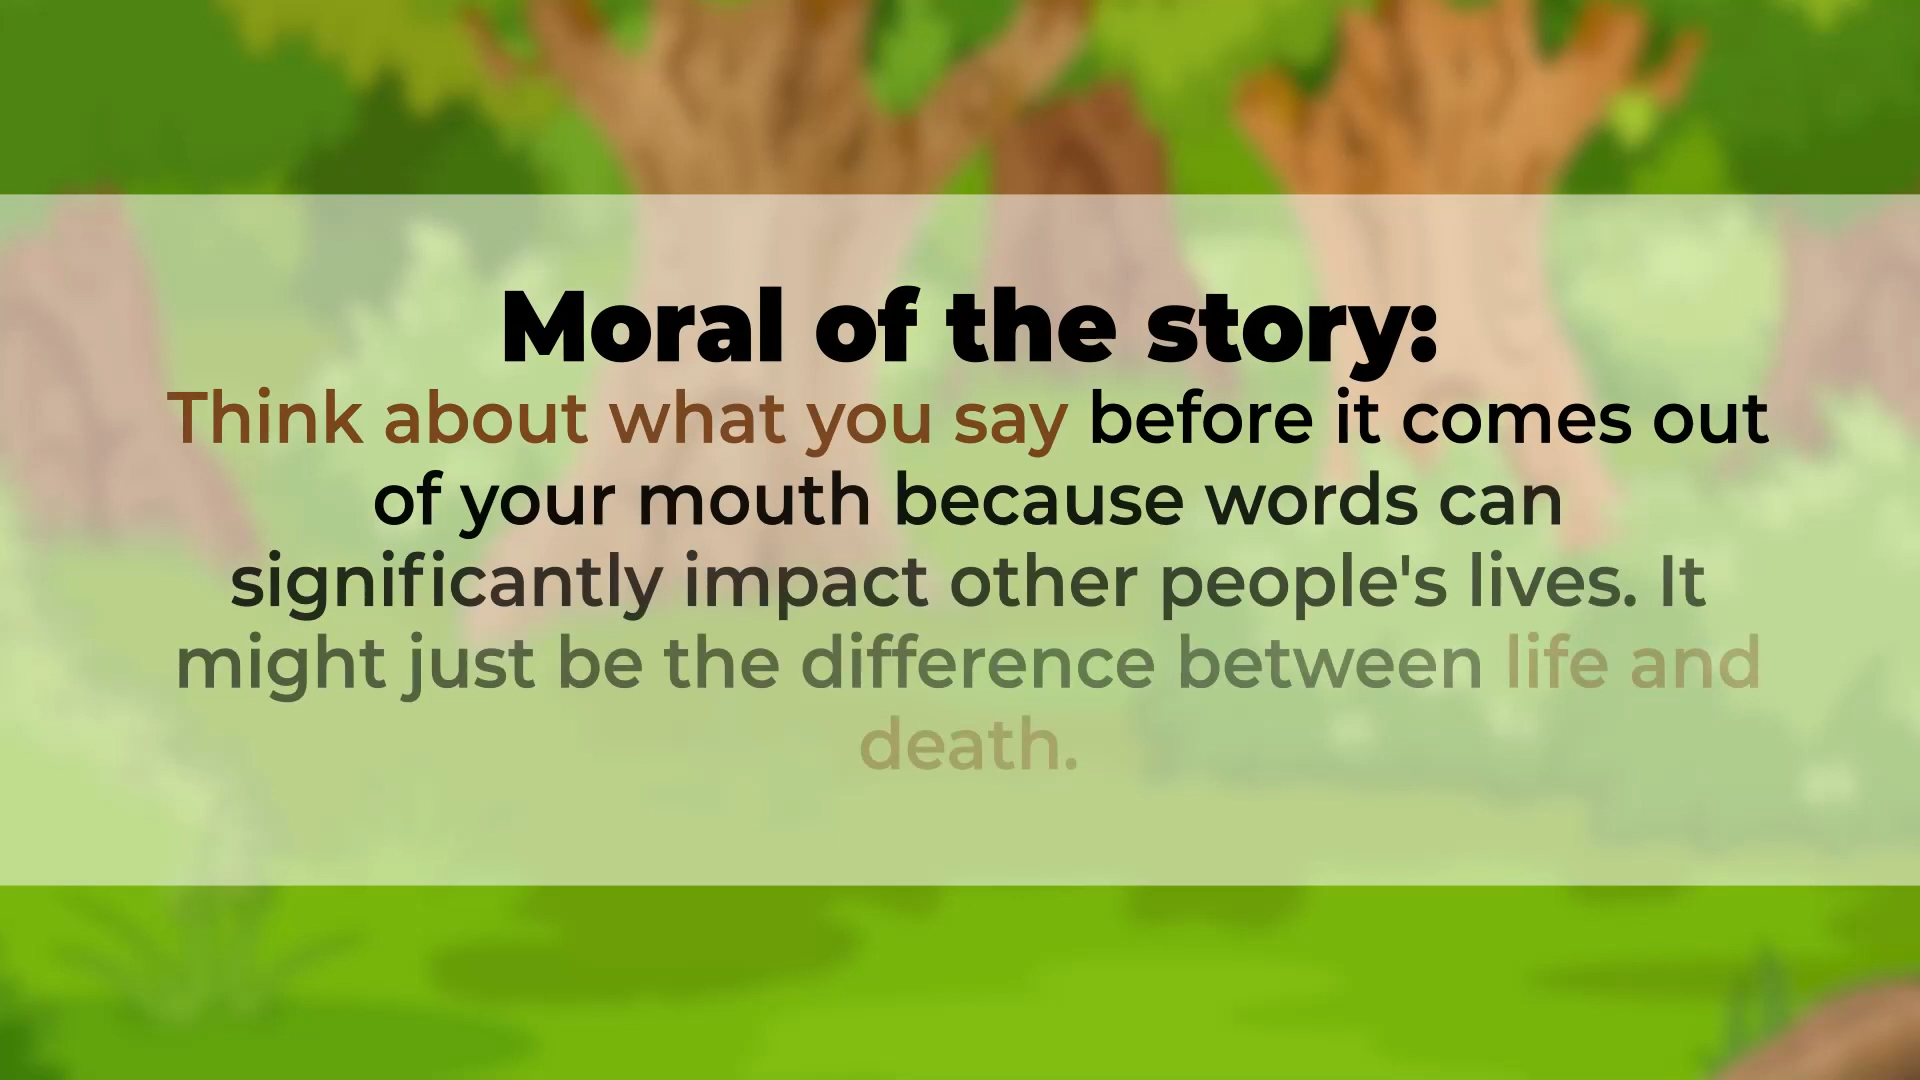 Moral of the story:
Think about what you say before it comes out
of your mouth because words can
significantly impact other people's lives. It
might just be the difference between life and
death.